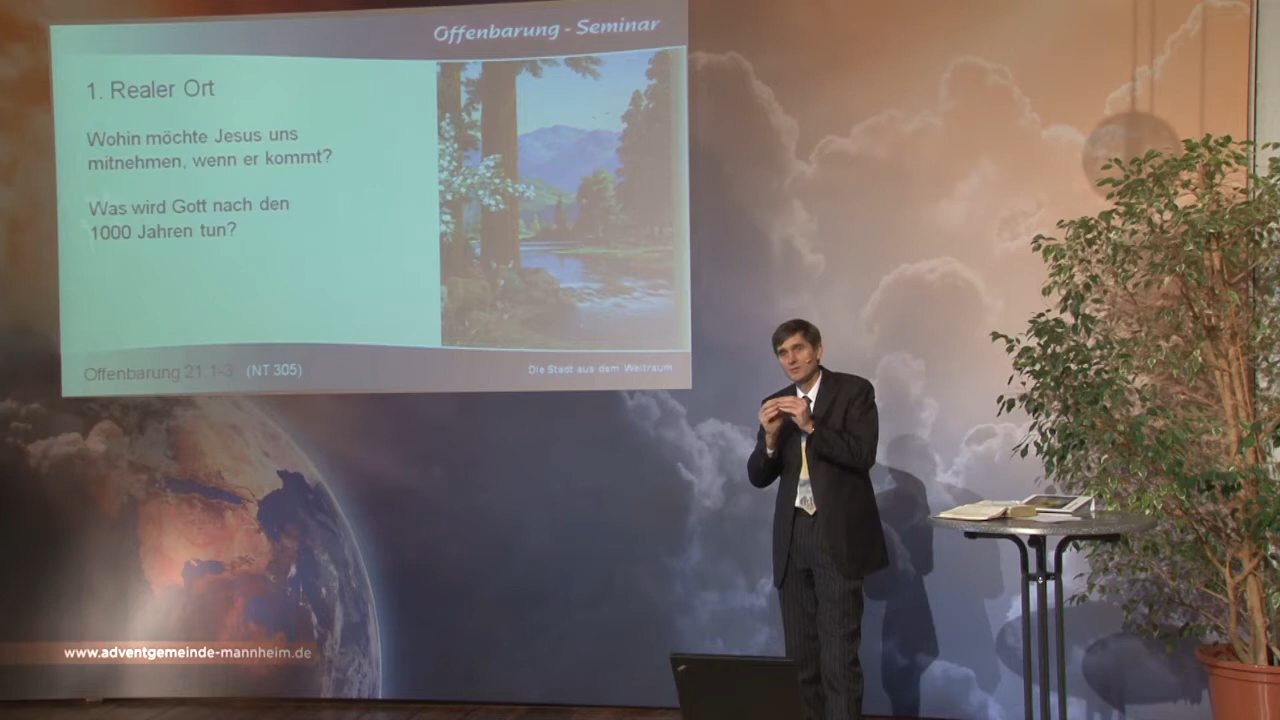 Offenbarung - Seminar
1. Realer Ort
Wohin möchte Jesus uns
mitnehmen, wenn er kommt?
Was wird Gott nach den
1000 Jahren tun?
Offenbarung 21:1-3 (NT 305)
Die Stadt aus dem Weltraum
www.adventgemeinde-mannheim.de